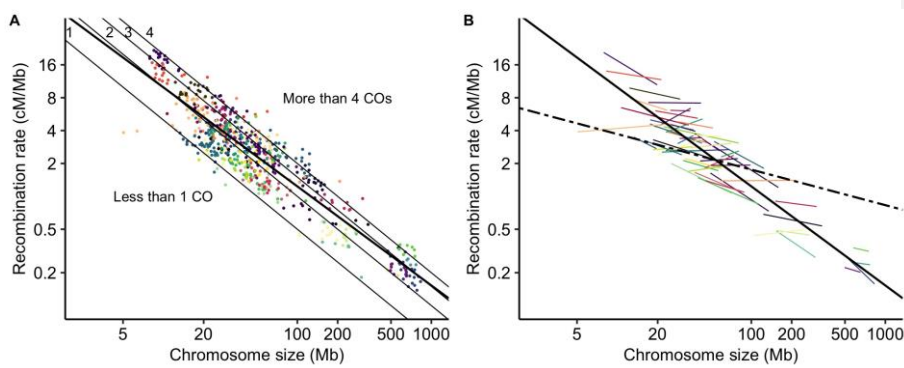 A
1 2 3 4
16
8
4
2
0.5
0.2
More than 4 COs
Less than 1 CO
5 20 100 200 500 1000
Recombination rate (cM/Mb)
Chromosome size (Mb)
B
16
8
4
2
0.5
0.2
5 20 100 200 500 1000
Recombination rate (cM/Mb)
Chromosome size (Mb)